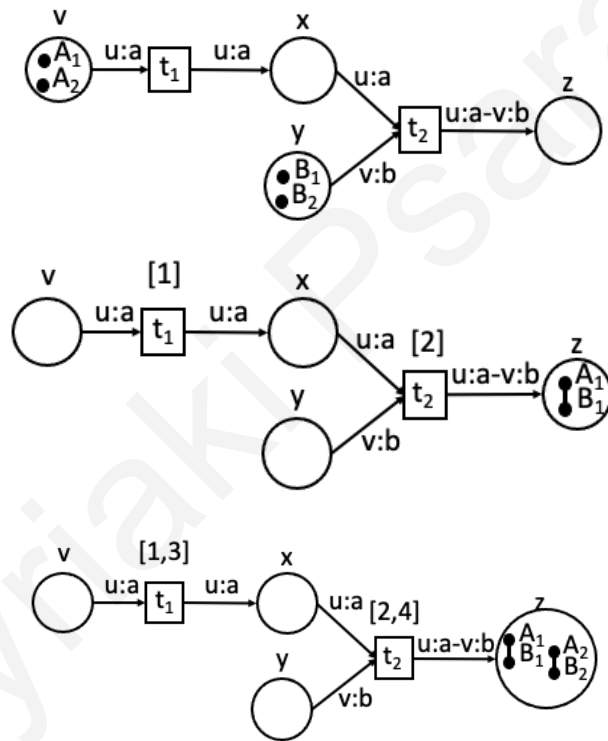 v
x
A₁
A₂
u:a
t₁
u:a
u:a
z
y
t₂
u:a-v:b
B₁
B₂
v:b
v
[1]
x
u:a
t₁
u:a
u:a
[2]
z
y
t₂
u:a-v:b
A₁
B₁
v:b
v
[1,3]
x
u:a
t₁
u:a
u:a
[2,4]
z
y
t₂
u:a-v:b
A₁
B₁
A₂
B₂
v:b